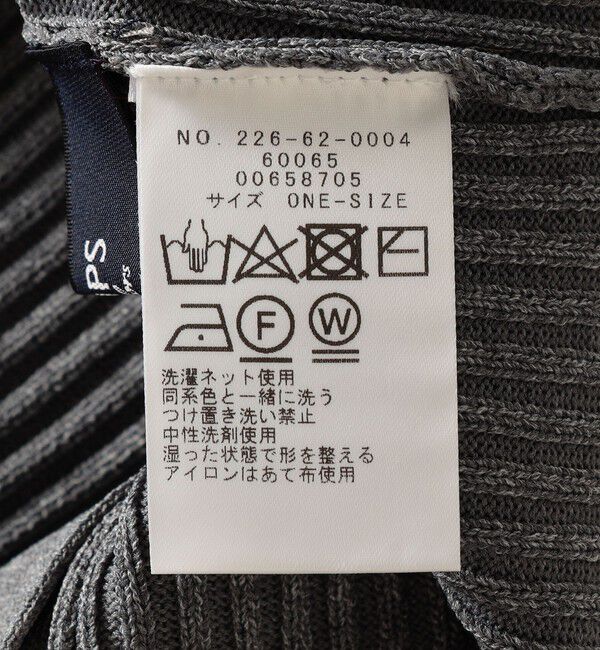 NO. 226-62-0004
60065
00658705
サイズ ONE-SIZE
F
W
洗濯ネット使用
同系色と一緒に洗う
つけ置き洗い禁止
中性洗剤使用
湿った状態で形を整える
アイロンはあて布使用
PS